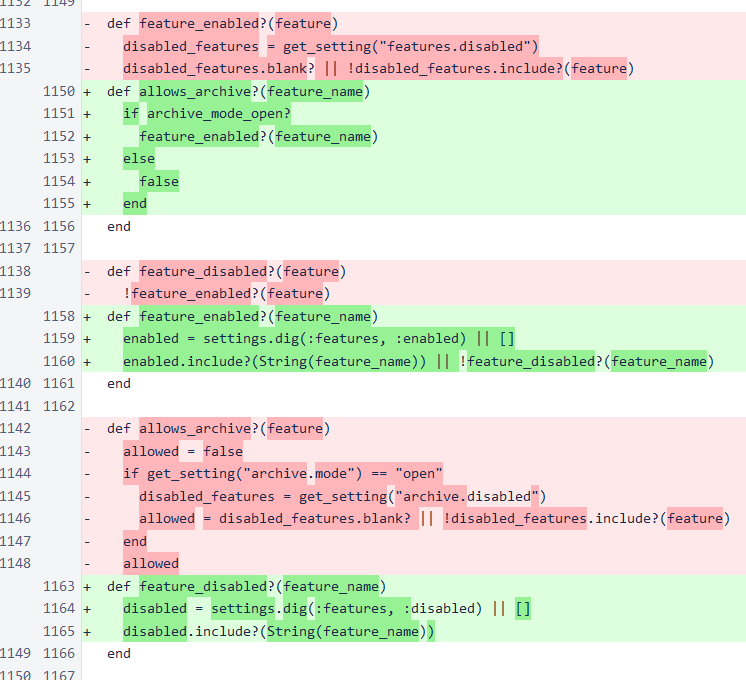 1132 1149
1133 - def feature_enabled?(feature)
1134 - disabled_features = get_setting("features.disabled")
1135 - disabled_features.blank? || !disabled_features.include?(feature)
1150 + def allows_archive?(feature_name)
1151 + if archive_mode_open?
1152 + feature_enabled?(feature_name)
1153 + else
1154 + false
1155 + end
1136 1156 end
1137 1157
1138 - def feature_disabled?(feature)
1139 - !feature_enabled?(feature)
1158 + def feature_enabled?(feature_name)
1159 + enabled = settings.dig(:features, :enabled) || []
1160 + enabled.include?(String(feature_name)) || !feature_disabled?(feature_name)
1140 1161 end
1141 1162
1142 - def allows_archive?(feature)
1143 - allowed = false
1144 - if get_setting("archive.mode") == "open"
1145 - disabled_features = get_setting("archive.disabled")
1146 - allowed = disabled_features.blank? || !disabled_features.include?(feature)
1147 - end
1148 - allowed
1163 + def feature_disabled?(feature_name)
1164 + disabled = settings.dig(:features, :disabled) || []
1165 + disabled.include?(String(feature_name))
1149 1166 end
1150 1167